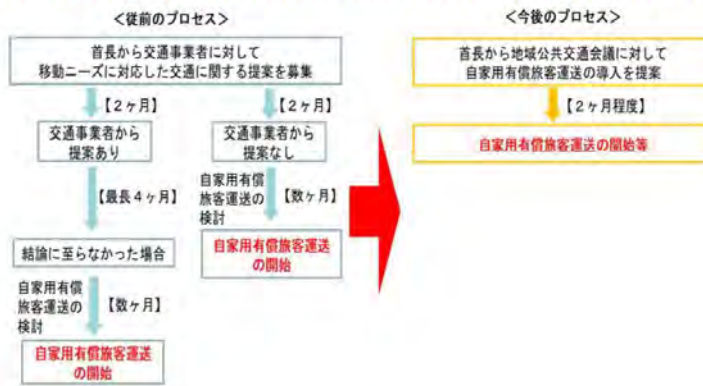 ＜従前のプロセス＞
首長から交通事業者に対して
移動ニーズに対応した交通に関する提案を募集
【２ヶ月】
【２ヶ月】
交通事業者から
提案あり
交通事業者から
提案なし
【最長４ヶ月】
自家用有償
旅客運送の
検討
【数ヶ月】
結論に至らなかった場合
自家用有償旅客運送
の開始
自家用有償
旅客運送の
検討
【数ヶ月】
自家用有償旅客運送
の開始
＜今後のプロセス＞
首長から地域公共交通会議に対して
自家用有償旅客運送の導入を提案
【２ヶ月程度】
自家用有償旅客運送の開始等